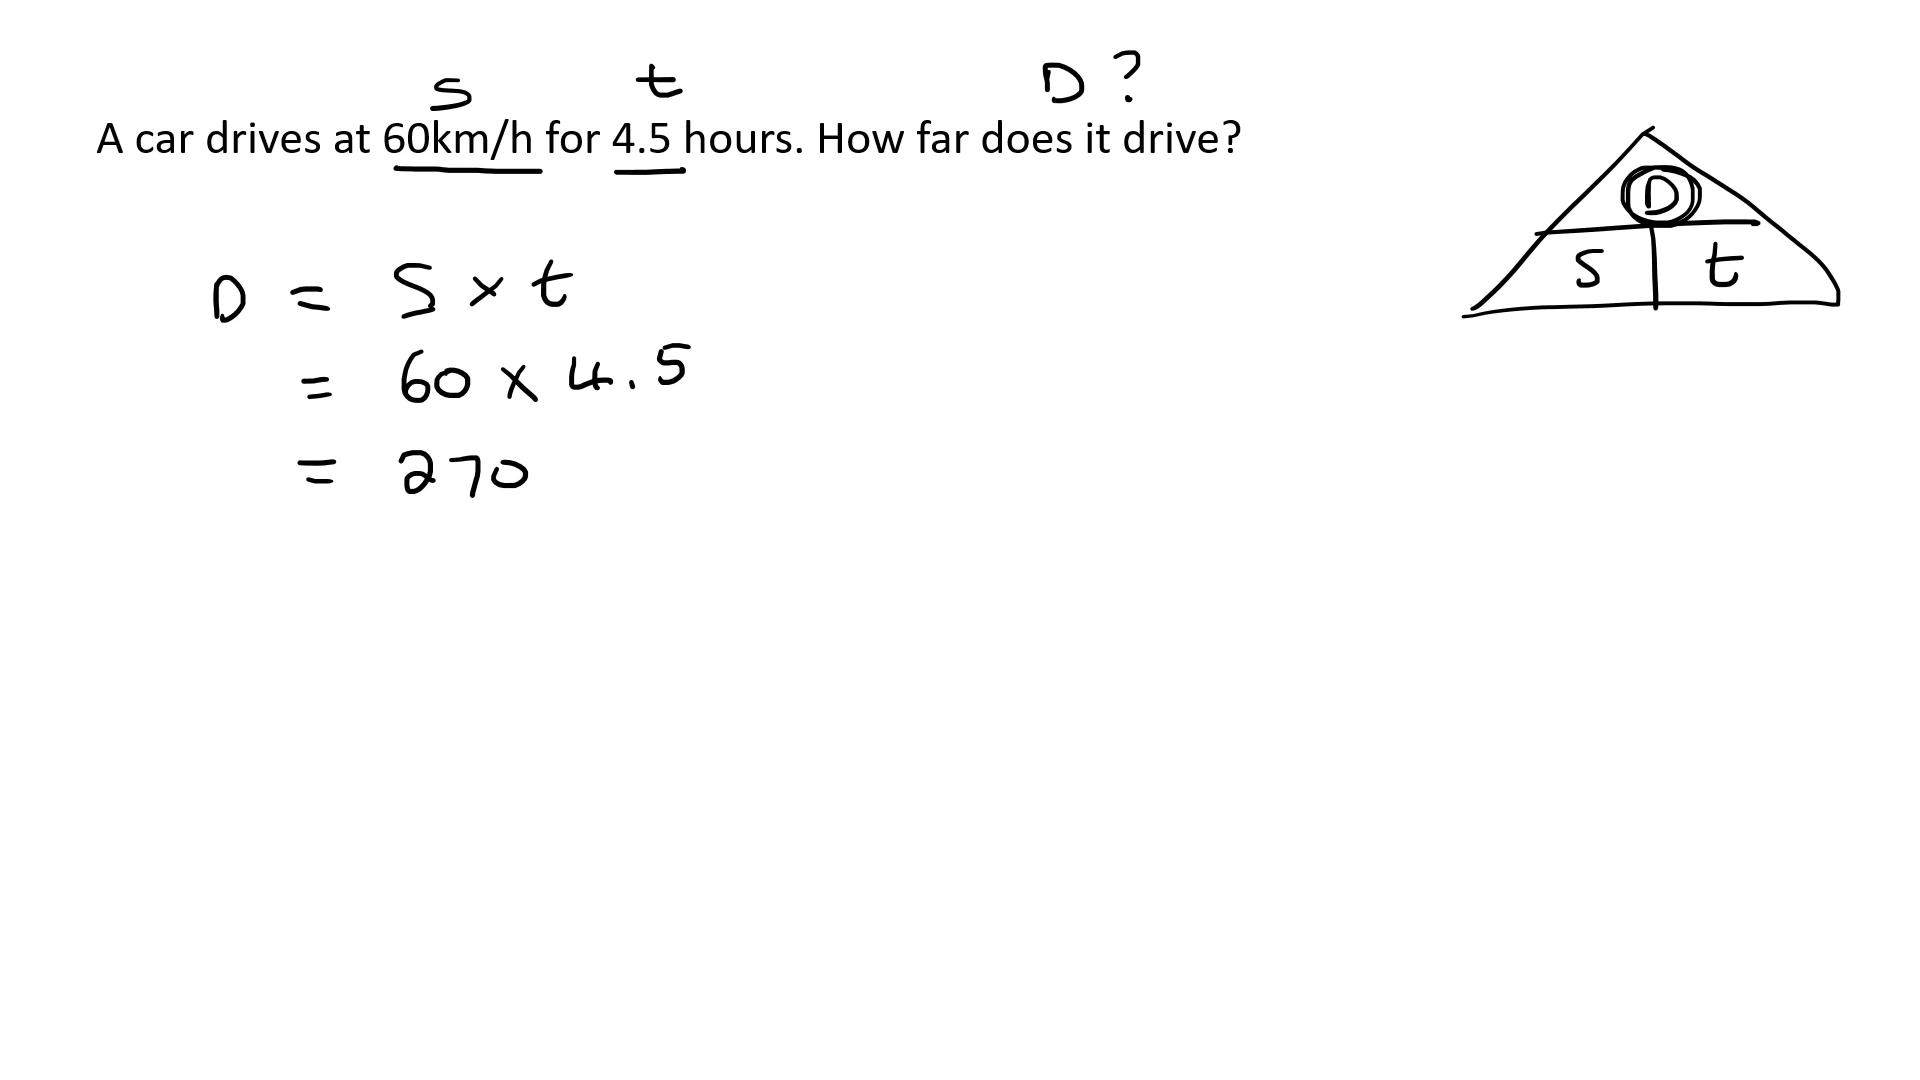 S t D ?
A car drives at 60km/h for 4.5 hours. How far does it drive?
D
S t
D = S × t
= 60 × 4.5
= 270